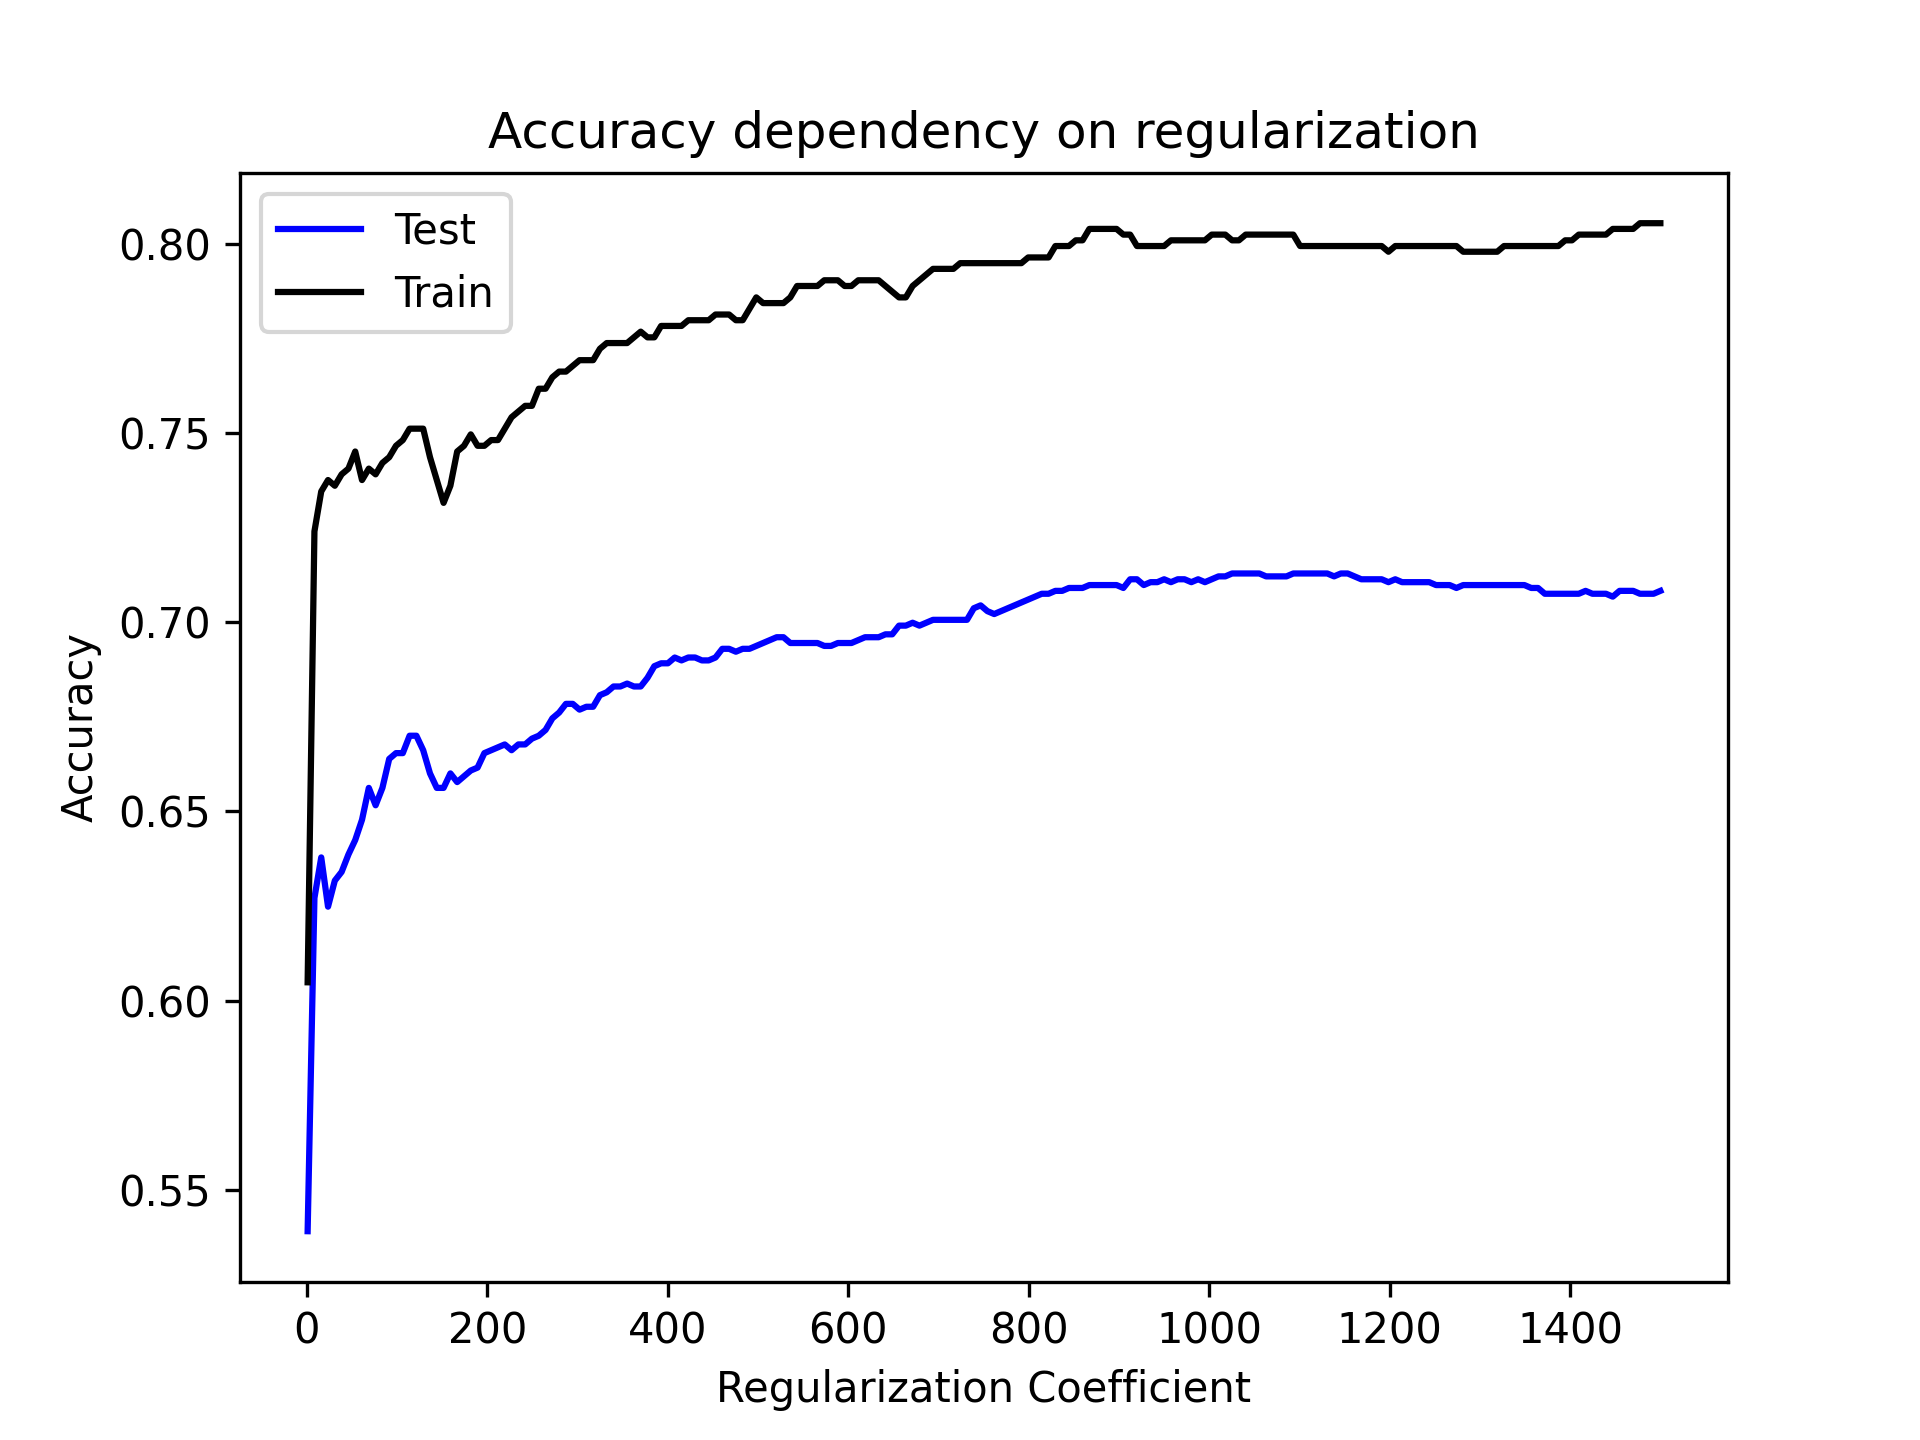 Accuracy dependency on regularization
Test
Train
0.80
0.75
0.70
0.65
0.60
0.55
Accuracy
0 200 400 600 800 1000 1200 1400
Regularization Coefficient